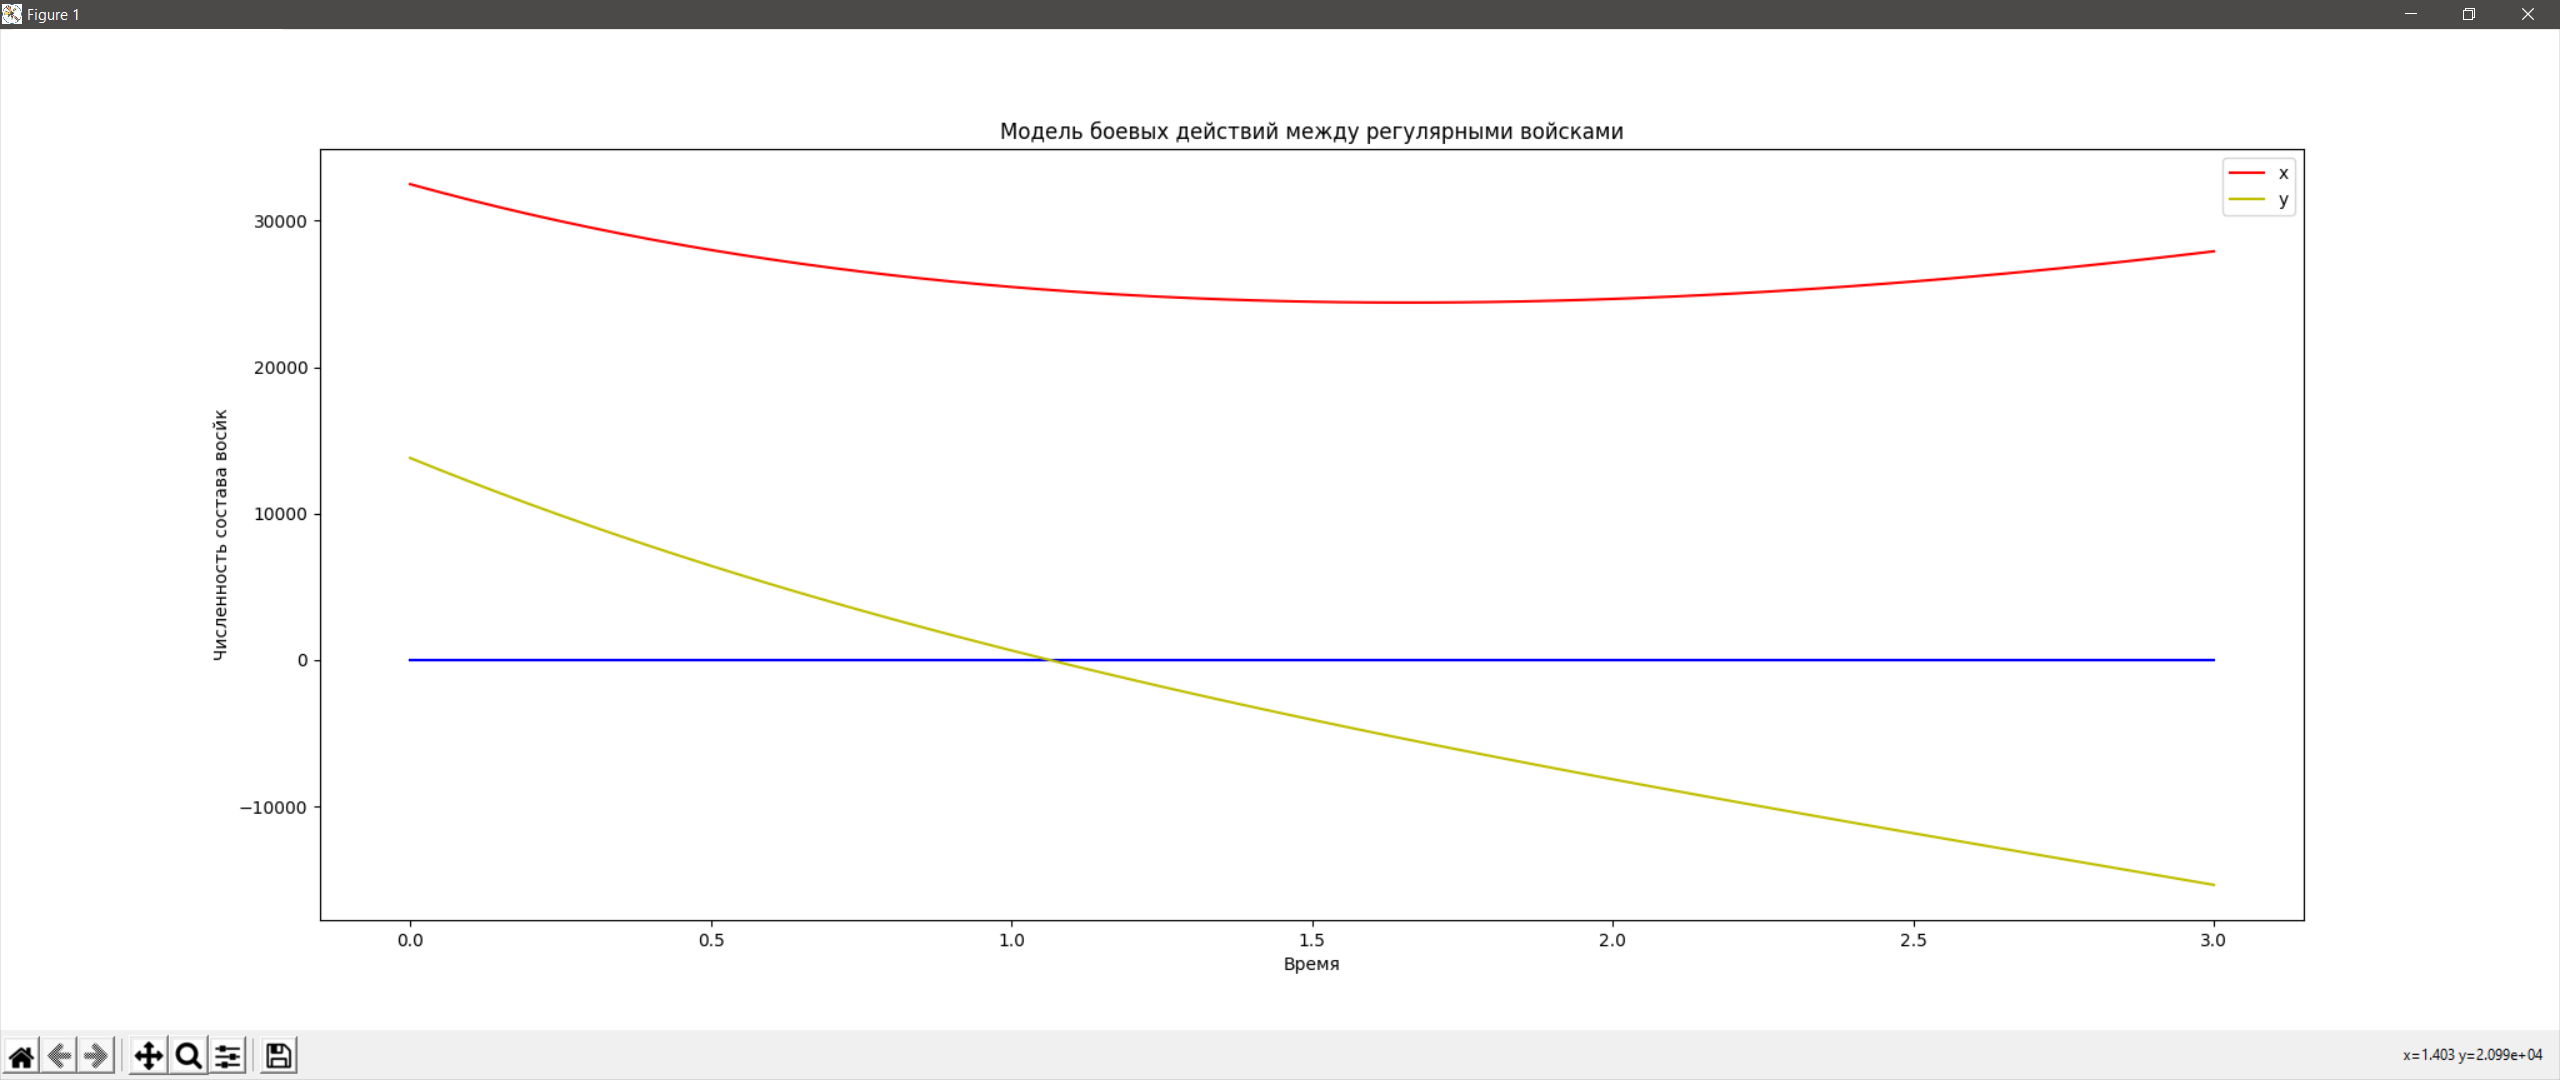 Figure 1
Модель боевых действий между регулярными войсками
x
y
30000
20000
10000
0
−10000
Численность состава восйк
0.0 0.5 1.0 1.5 2.0 2.5 3.0
Время
x=1.403 y=2.099e+04